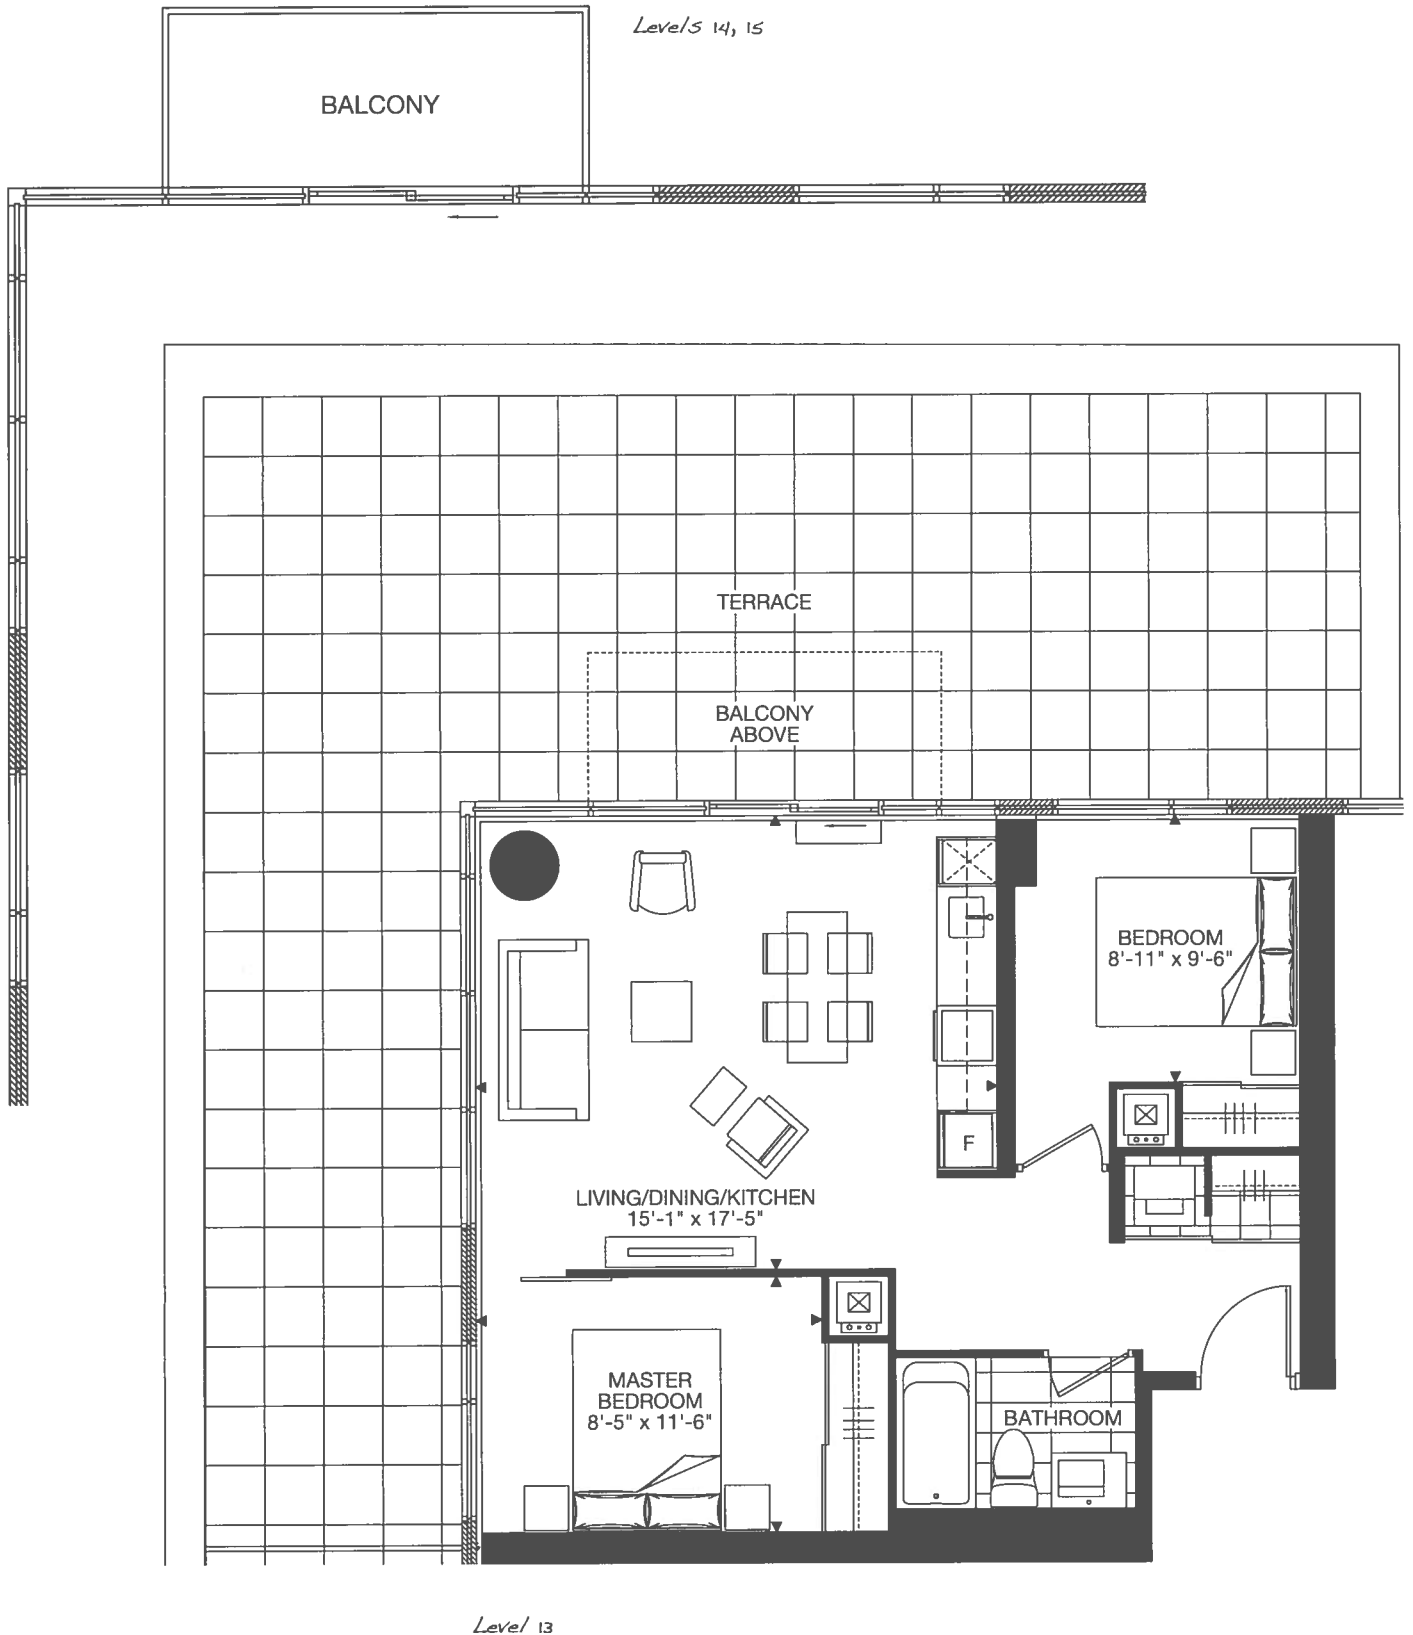 Levels 14, 15
BALCONY
TERRACE
BALCONY
ABOVE
BEDROOM
8'-11" x 9'-6"
F
LIVING/DINING/KITCHEN
15'-1" x 17'-5"
MASTER
BEDROOM
8'-5" x 11'-6"
BATHROOM
Level 13